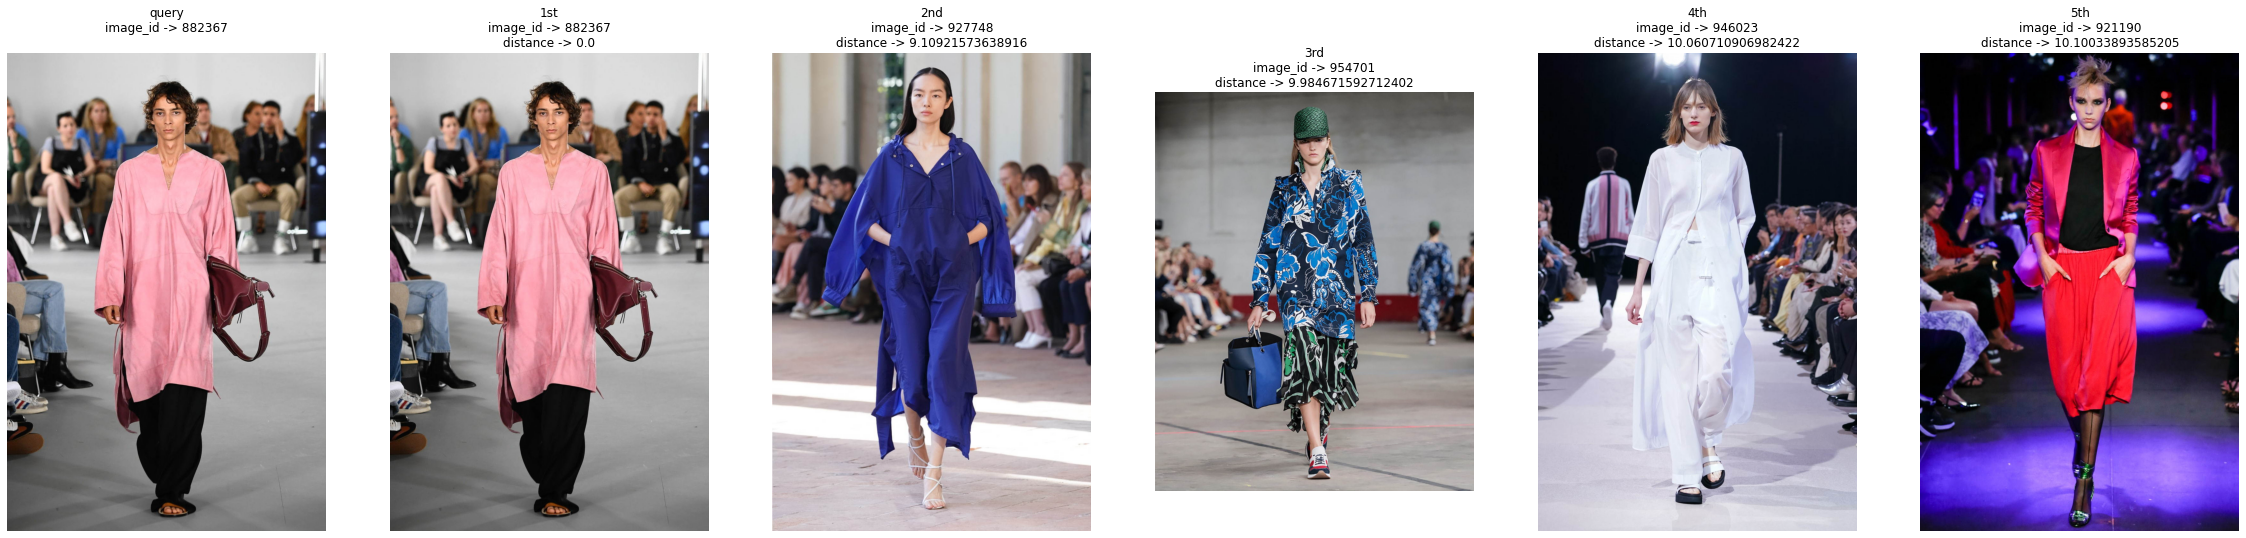 query
image_id -> 882367
1st
image_id -> 882367
distance -> 0.0
2nd
image_id -> 927748
distance -> 9.10921573638916
3rd
image_id -> 954701
distance -> 9.984671592712402
4th
image_id -> 946023
distance -> 10.060710906982422
5th
image_id -> 921190
distance -> 10.10033893585205